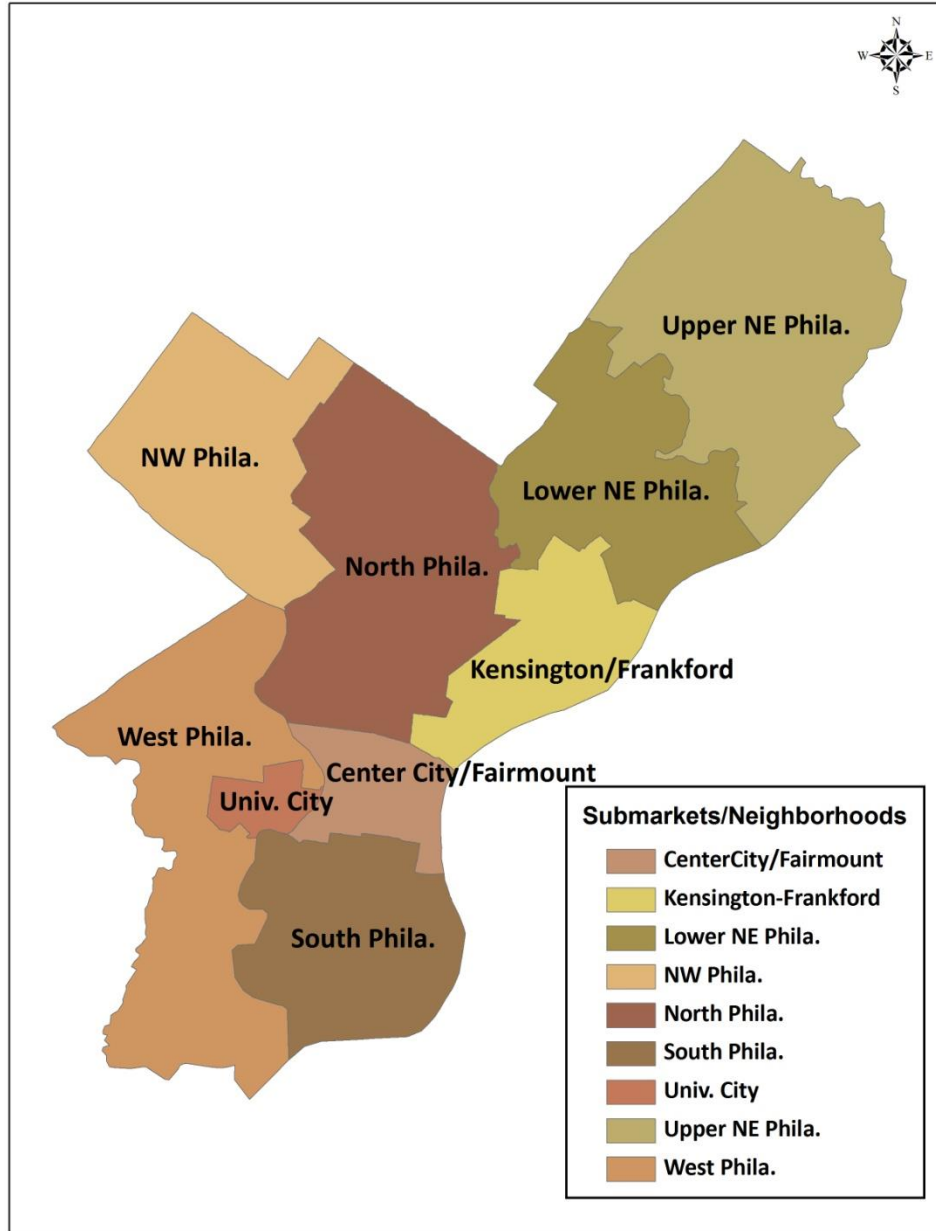 N
W E
S
Upper NE Phila.
NW Phila.
Lower NE Phila.
North Phila.
Kensington/Frankford
West Phila.
Center City/Fairmount
Univ. City
South Phila.
Submarkets/Neighborhoods
CenterCity/Fairmount
Kensington-Frankford
Lower NE Phila.
NW Phila.
North Phila.
South Phila.
Univ. City
Upper NE Phila.
West Phila.